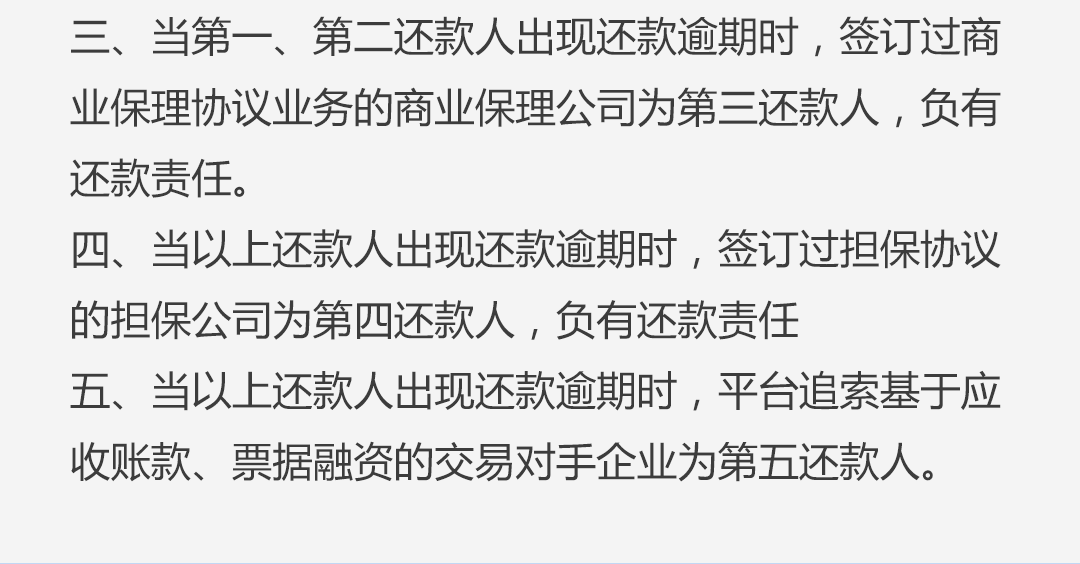 三、当第一、第二还款人出现还款逾期时，签订过商
业保理协议业务的商业保理公司为第三还款人，负有
还款责任。
四、当以上还款人出现还款逾期时，签订过担保协议
的担保公司为第四还款人，负有还款责任
五、当以上还款人出现还款逾期时，平台追索基于应
收账款、票据融资的交易对手企业为第五还款人。